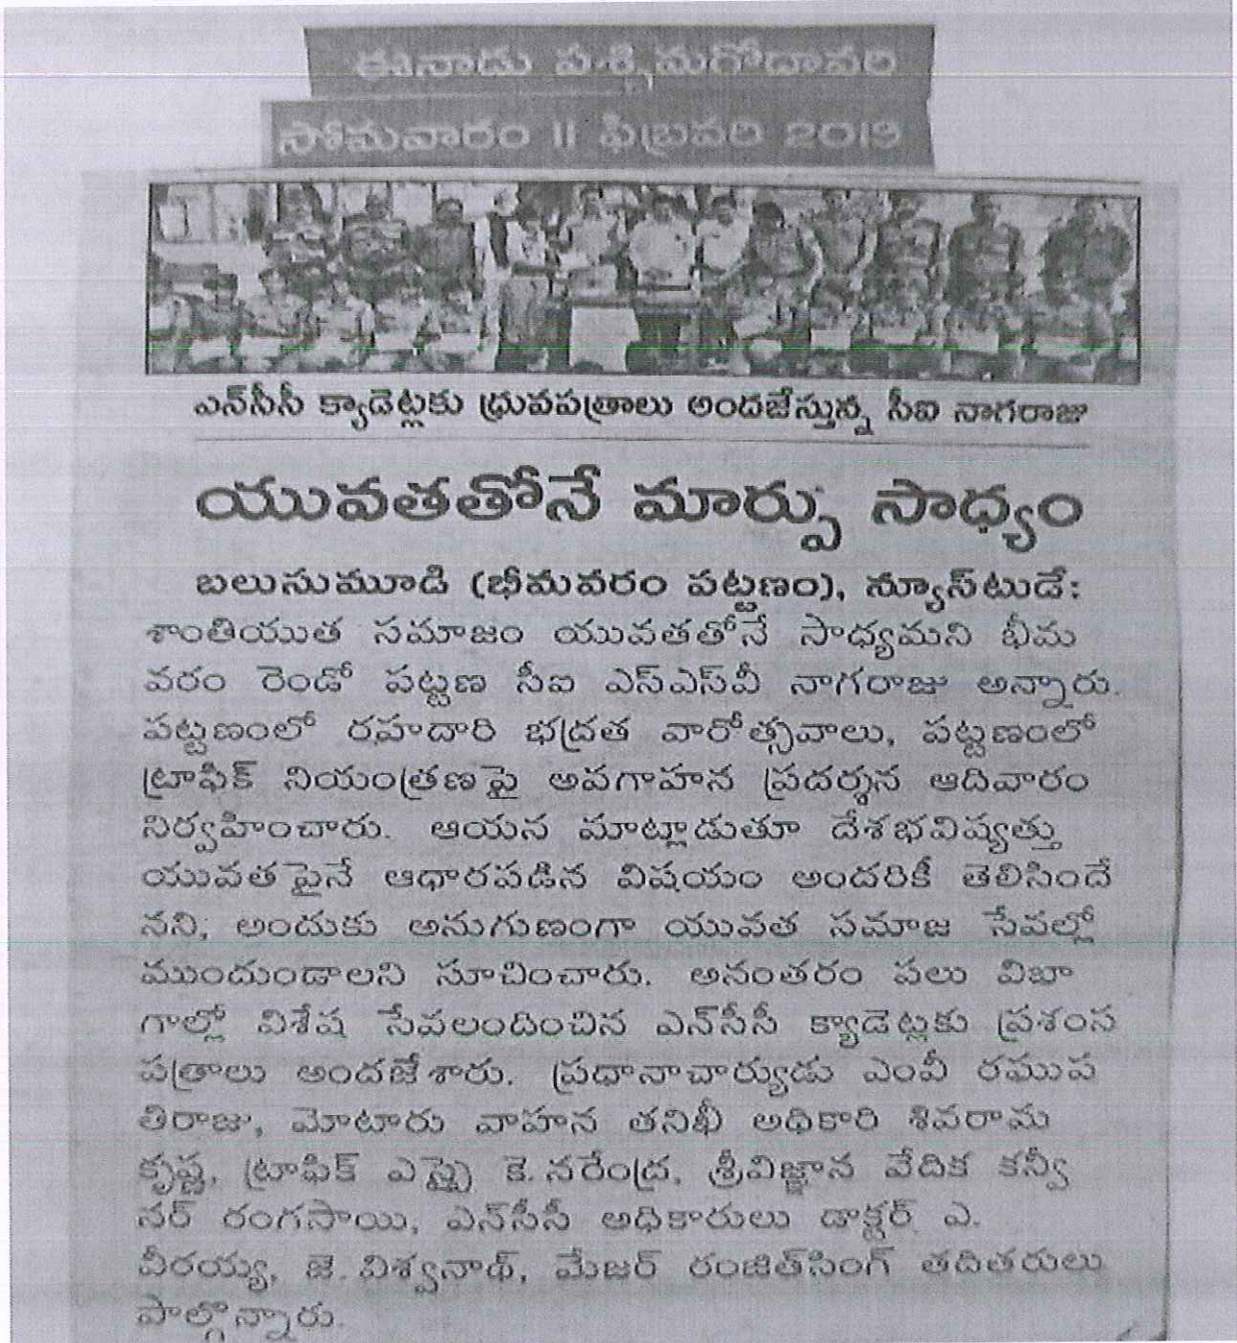 ఈనాడు పశ్చిమగోదావరి
సోమవారం 11 ఫిబ్రవరి 2019
ఎన్‌సీసీ క్యాడెట్లకు ధ్రువపత్రాలు అందజేస్తున్న సీఐ నాగరాజు
యువతతోనే మార్పు సాధ్యం
బలుసుమూడి (భీమవరం పట్టణం), న్యూస్‌టుడే:
శాంతియుత సమాజం యువతతోనే సాధ్యమని భీమ
వరం రెండో పట్టణ సీఐ ఎస్ఎస్‌వీ నాగరాజు అన్నారు.
పట్టణంలో రహదారి భద్రత వారోత్సవాలు, పట్టణంలో
ట్రాఫిక్ నియంత్రణపై అవగాహన ప్రదర్శన ఆదివారం
నిర్వహించారు. ఆయన మాట్లాడుతూ దేశభవిష్యత్తు
యువతపైనే ఆధారపడిన విషయం అందరికీ తెలిసిందే
నని, అందుకు అనుగుణంగా యువత సమాజ సేవల్లో
ముందుండాలని సూచించారు. అనంతరం పలు విభా
గాల్లో విశేష సేవలందించిన ఎన్‌సీసీ క్యాడెట్లకు ప్రశంస
పత్రాలు అందజేశారు. ప్రధానాచార్యుడు ఎంవీ రఘుప
తిరాజు, మోటారు వాహన తనిఖీ అధికారి శివరామ
కృష్ణ, ట్రాఫిక్ ఎస్సై కె.నరేంద్ర, శ్రీవిజ్ఞాన వేదిక కన్వీ
నర్ రంగసాయి, ఎన్‌సీసీ అధికారులు డాక్టర్ ఎ.
వీరయ్య, జె.విశ్వనాథ్, మేజర్ రంజిత్‌సింగ్ తదితరులు
పాల్గొన్నారు.